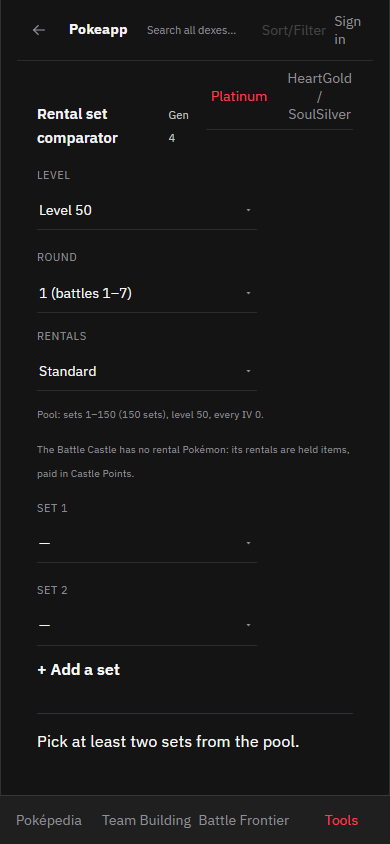 Pokeapp
Search all dexes...
Sort/Filter
Sign
in
Rental set
comparator
Gen
4
Platinum
HeartGold
/
SoulSilver
LEVEL
Level 50
ROUND
1 (battles 1–7)
RENTALS
Standard
Pool: sets 1–150 (150 sets), level 50, every IV 0.
The Battle Castle has no rental Pokémon: its rentals are held items,
paid in Castle Points.
SET 1
—
SET 2
—
+ Add a set
Pick at least two sets from the pool.
Poképedia
Team Building
Battle Frontier
Tools